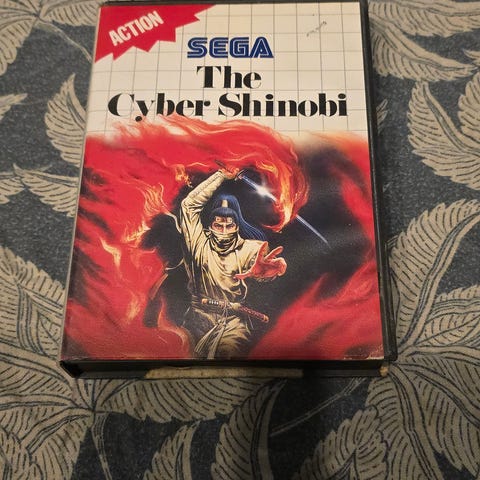 ACTION
SEGA
The
Cyber Shinobi